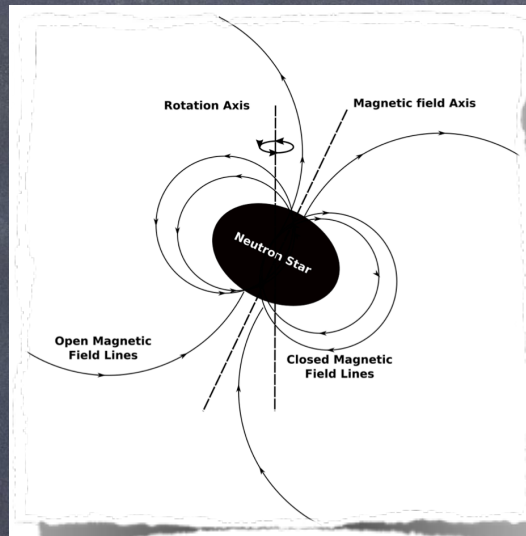 Rotation Axis
Magnetic field Axis
Neutron Star
Open Magnetic
Field Lines
Closed Magnetic
Field Lines